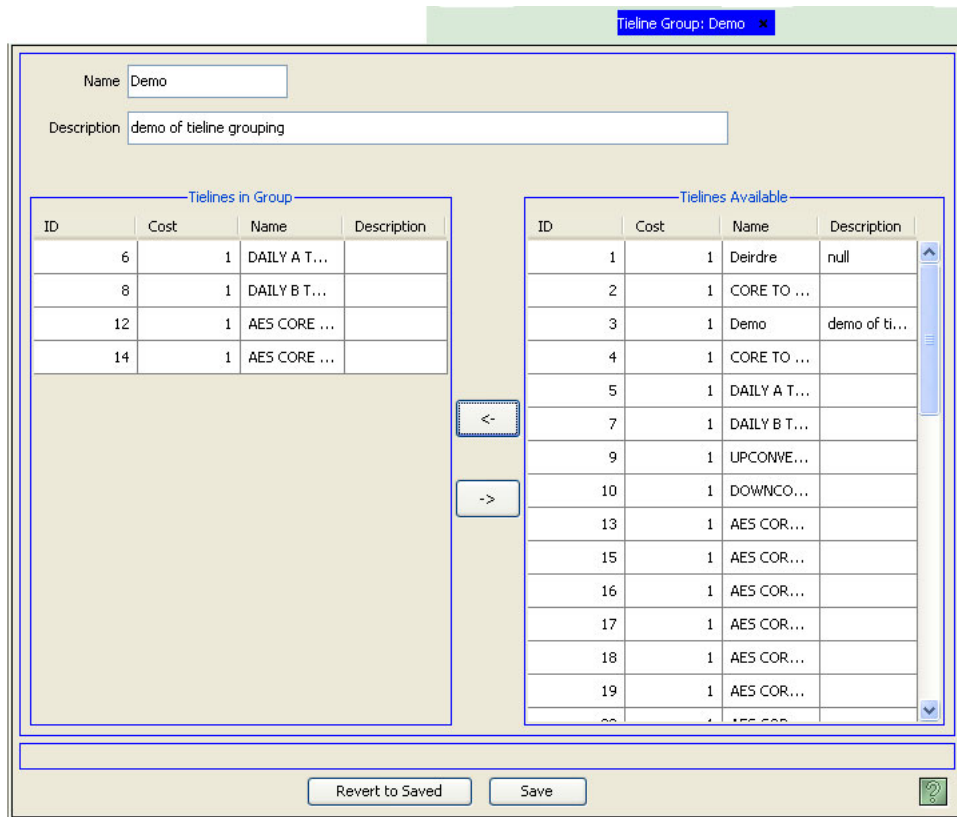 Tieline Group: Demo ×
Name Demo
Description demo of tieline grouping
Tielines in Group
ID Cost Name Description
6 1 DAILY A T...
8 1 DAILY B T...
12 1 AES CORE ...
14 1 AES CORE ...
<-
->
Tielines Available
ID Cost Name Description
1 1 Deirdre null
2 1 CORE TO ...
3 1 Demo demo of ti...
4 1 CORE TO ...
5 1 DAILY A T...
7 1 DAILY B T...
9 1 UPCONVE...
10 1 DOWNCO...
13 1 AES COR...
15 1 AES COR...
16 1 AES COR...
17 1 AES COR...
18 1 AES COR...
19 1 AES COR...
Revert to Saved Save
?